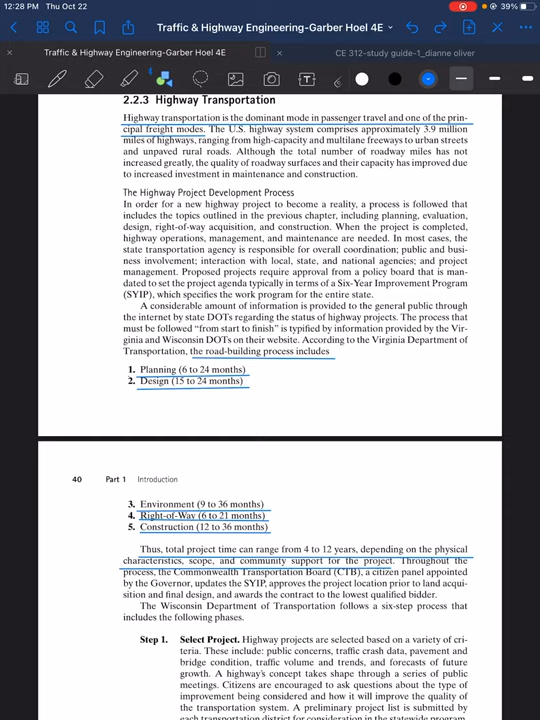 12:28 PM Thu Oct 22
39%
Traffic & Highway Engineering-Garber Hoel 4E
Traffic & Highway Engineering-Garber Hoel 4E
CE 312-study guide-1_dianne oliver
2.2.3 Highway Transportation
Highway transportation is the dominant mode in passenger travel and one of the prin-
cipal freight modes. The U.S. highway system comprises approximately 3.9 million
miles of highways, ranging from high-capacity and multilane freeways to urban streets
and unpaved rural roads. Although the total number of roadway miles has not
increased greatly, the quality of roadway surfaces and their capacity has improved due
to increased investment in maintenance and construction.
The Highway Project Development Process
In order for a new highway project to become a reality, a process is followed that
includes the topics outlined in the previous chapter, including planning, evaluation,
design, right-of-way acquisition, and construction. When the project is completed,
highway operations, management, and maintenance are needed. In most cases, the
state transportation agency is responsible for overall coordination; public and busi-
ness involvement; interaction with local, state, and national agencies; and project
management. Proposed projects require approval from a policy board that is man-
dated to set the project agenda typically in terms of a Six-Year Improvement Program
(SYIP), which specifies the work program for the entire state.
A considerable amount of information is provided to the general public through
the internet by state DOTs regarding the status of highway projects. The process that
must be followed “from start to finish” is typified by information provided by the Vir-
ginia and Wisconsin DOTs on their website. According to the Virginia Department of
Transportation, the road-building process includes
1. Planning (6 to 24 months)
2. Design (15 to 24 months)
40 Part 1 Introduction
3. Environment (9 to 36 months)
4. Right-of-Way (6 to 21 months)
5. Construction (12 to 36 months)
Thus, total project time can range from 4 to 12 years, depending on the physical
characteristics, scope, and community support for the project. Throughout the
process, the Commonwealth Transportation Board (CTB), a citizen panel appointed
by the Governor, updates the SYIP, approves the project location prior to land acqui-
sition and final design, and awards the contract to the lowest qualified bidder.
The Wisconsin Department of Transportation follows a six-step process that
includes the following phases.
Step 1. Select Project. Highway projects are selected based on a variety of cri-
teria. These include: public concerns, traffic crash data, pavement and
bridge condition, traffic volume and trends, and forecasts of future
growth. A highway's concept takes shape through a series of public
meetings. Citizens are encouraged to ask questions about the type of
improvement being considered and how it will improve the quality of
the transportation system. A preliminary project list is submitted by
each transportation district for consideration in the statewide program.